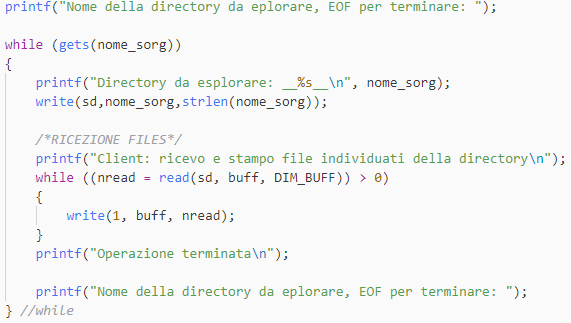 printf("Nome della directory da eplorare, EOF per terminare: ");
while (gets(nome_sorg))
{
printf("Directory da esplorare: __%s__\n", nome_sorg);
write(sd,nome_sorg,strlen(nome_sorg));
/*RICEZIONE FILES*/
printf("Client: ricevo e stampo file individuati della directory\n");
while ((nread = read(sd, buff, DIM_BUFF)) > 0)
{
write(1, buff, nread);
}
printf("Operazione terminata\n");
printf("Nome della directory da eplorare, EOF per terminare: ");
} //while